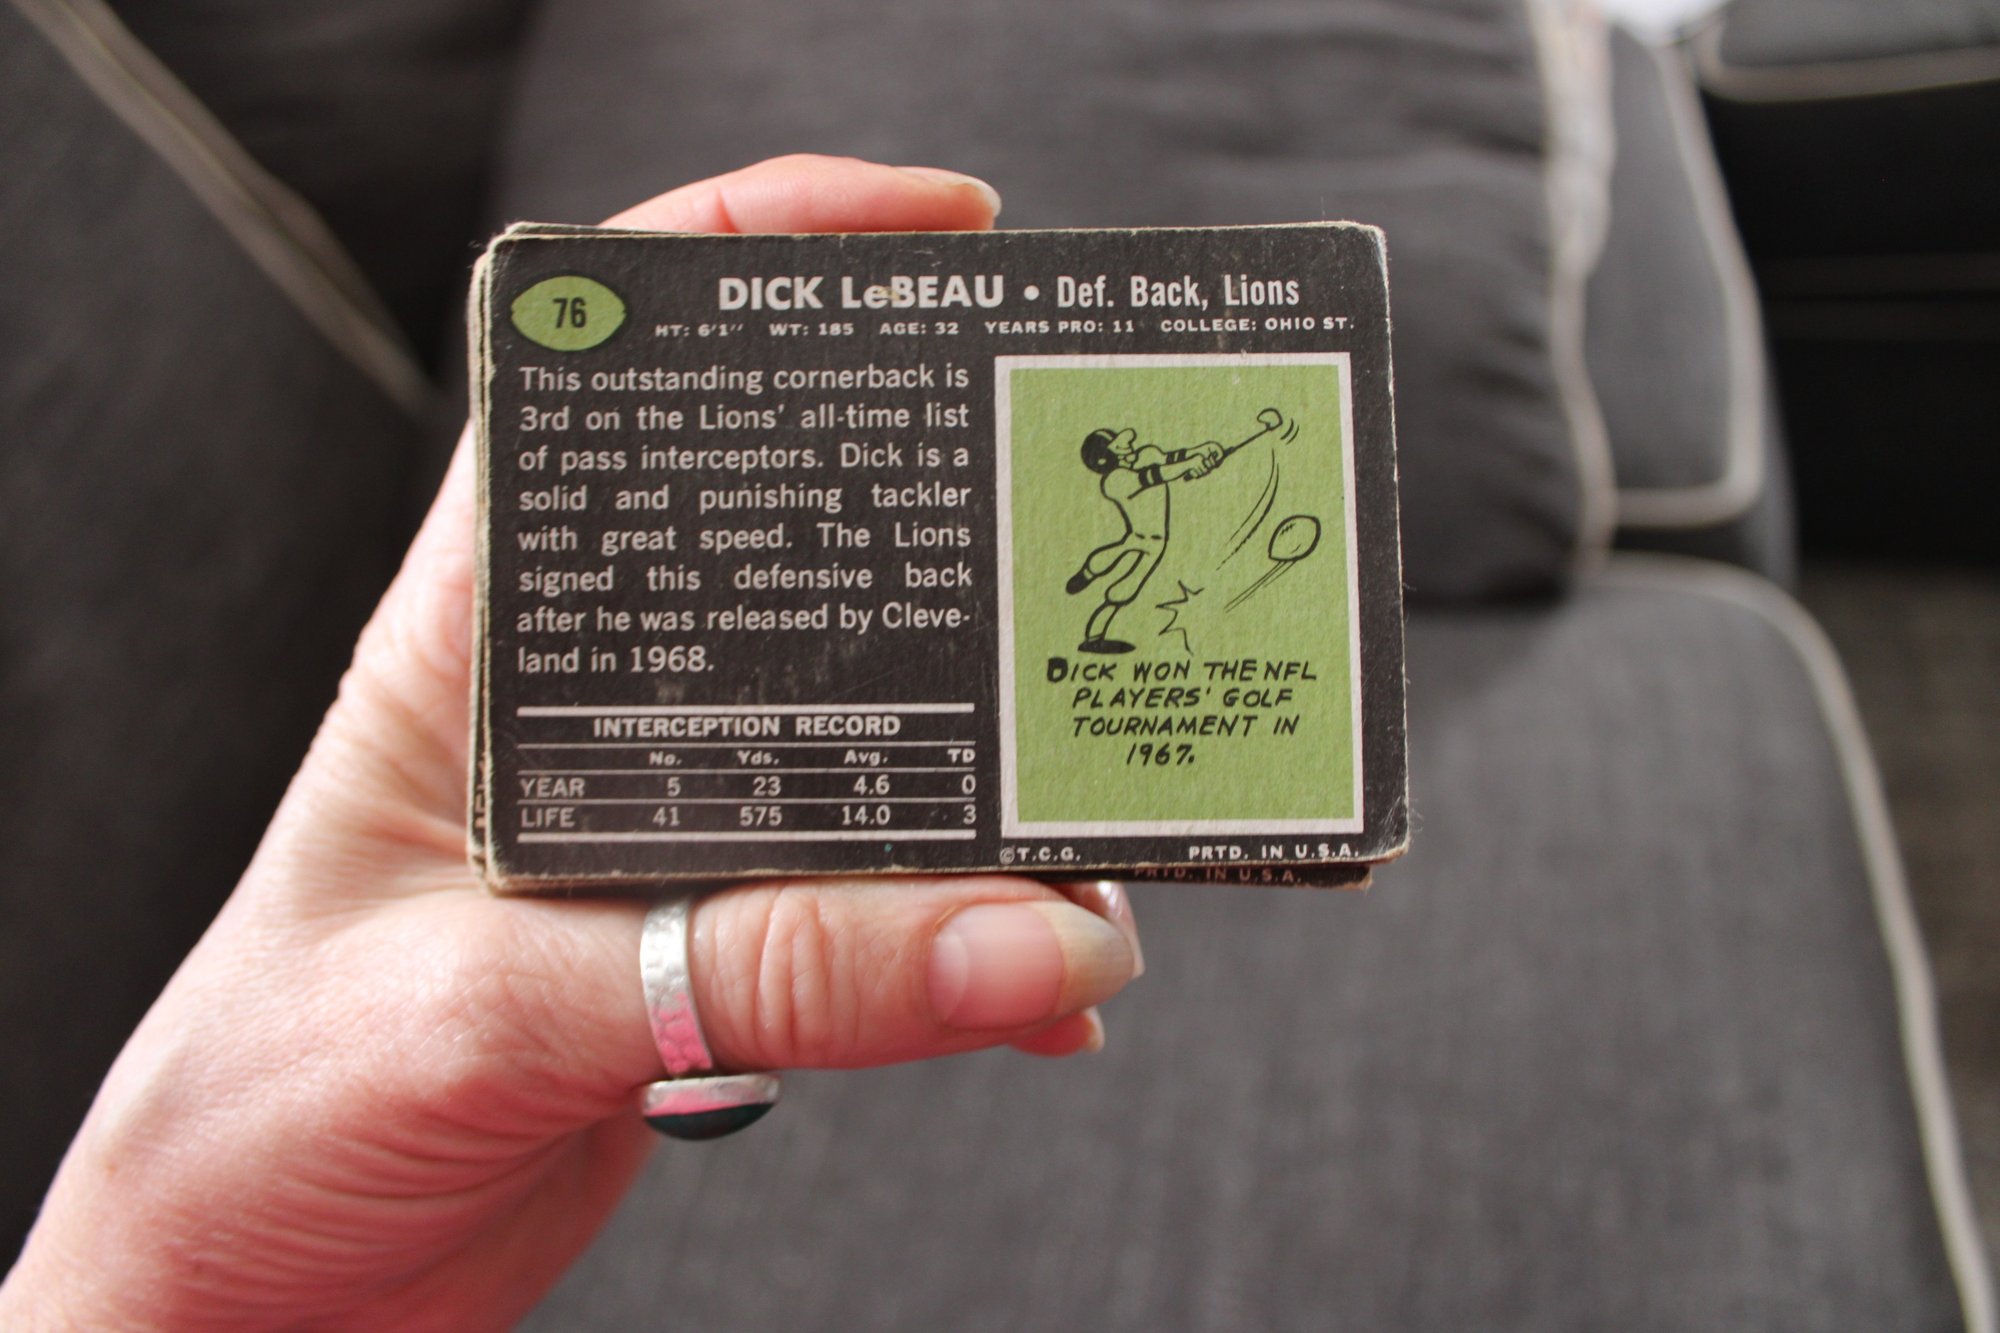 76
DICK LeBEAU • Def. Back, Lions
HT: 6'1'' WT: 185 AGE: 32 YEARS PRO: 11 COLLEGE: OHIO ST.
This outstanding cornerback is
3rd on the Lions' all-time list
of pass interceptors. Dick is a
solid and punishing tackler
with great speed. The Lions
signed this defensive back
after he was released by Cleve-
land in 1968.
INTERCEPTION RECORD
No. Yds. Avg. TD
YEAR 5 23 4.6 0
LIFE 41 575 14.0 3
DICK WON THE NFL
PLAYERS' GOLF
TOURNAMENT IN
1967.
©T.C.G. PRTD. IN U.S.A.
PRTD. IN U.S.A.